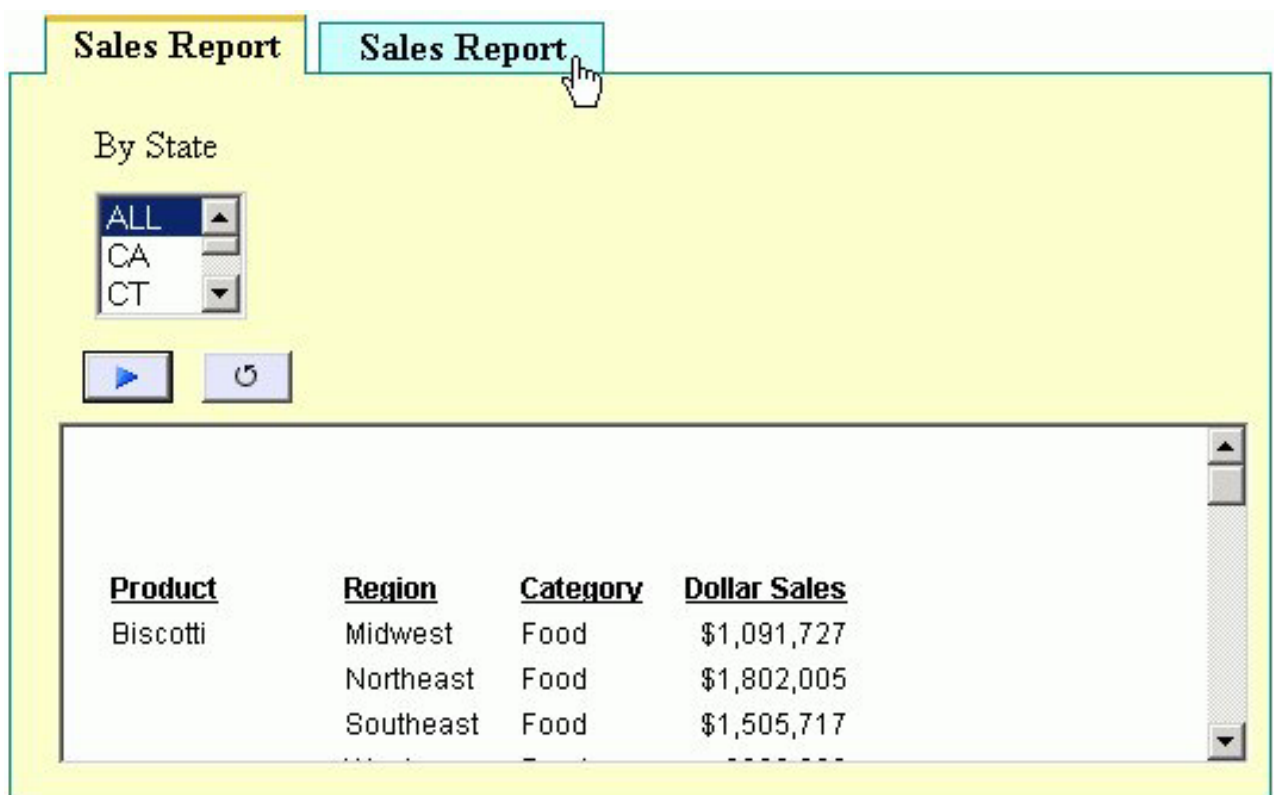 Sales Report Sales Report
By State
ALL
CA
CT
Product Region Category Dollar Sales
Biscotti Midwest Food $1,091,727
Northeast Food $1,802,005
Southeast Food $1,505,717